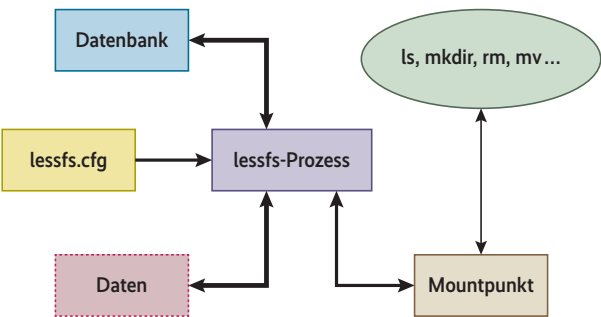 Datenbank
ls, mkdir, rm, mv...
lessfs.cfg
lessfs-Prozess
Daten
Mountpunkt